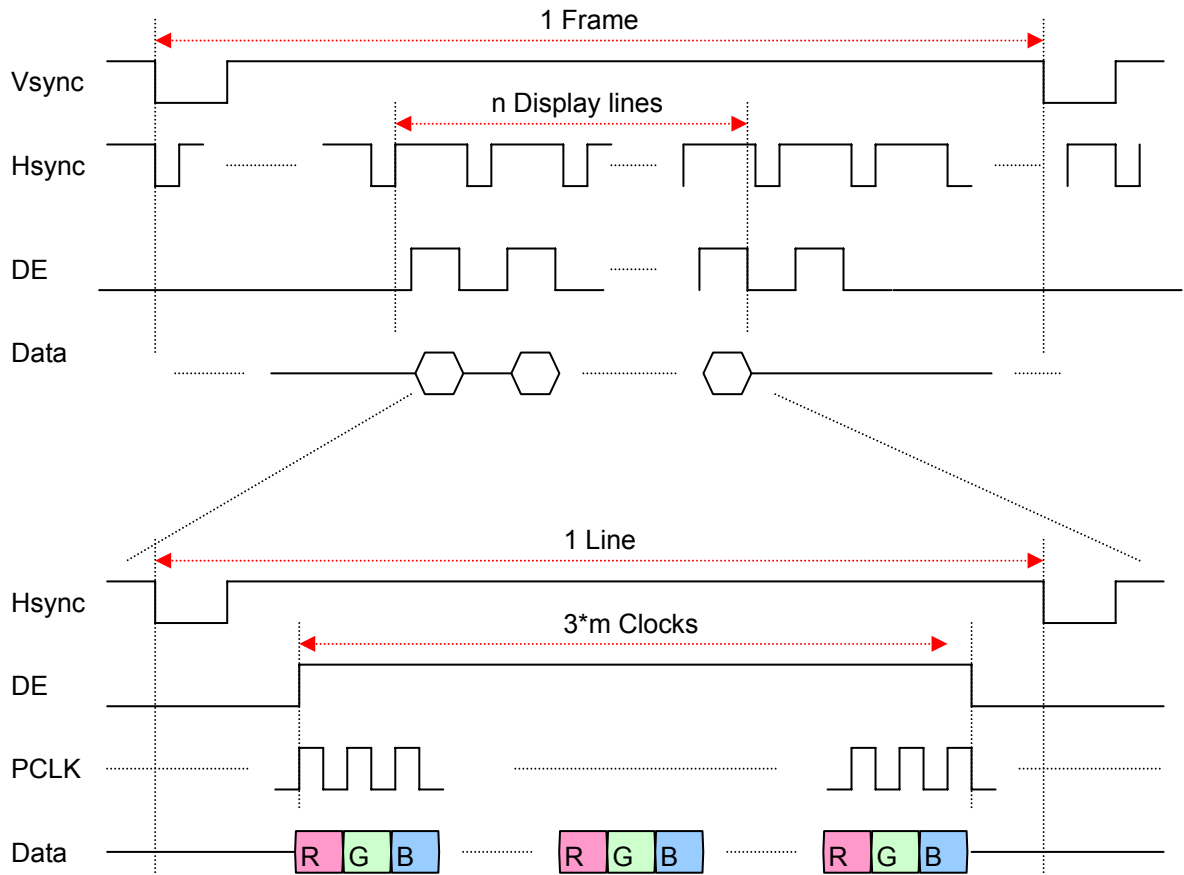 1 Frame
Vsync
n Display lines
Hsync
DE
Data
1 Line
Hsync
3*m Clocks
DE
PCLK
Data R G B R G B R G B